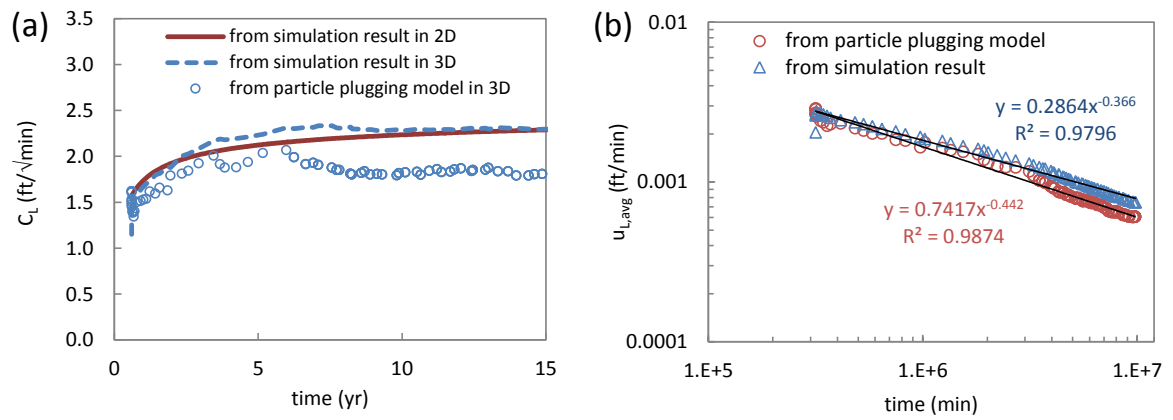 (a)
3.5
3.0
2.5
2.0
1.5
1.0
0.5
0.0
C_L (ft/√min)
0
5
10
15
time (yr)
from simulation result in 2D
from simulation result in 3D
from particle plugging model in 3D
(b)
0.01
0.001
0.0001
u_L,avg (ft/min)
1.E+5
1.E+6
1.E+7
time (min)
from particle plugging model
from simulation result
y = 0.2864x^-0.366
R² = 0.9796
y = 0.7417x^-0.442
R² = 0.9874